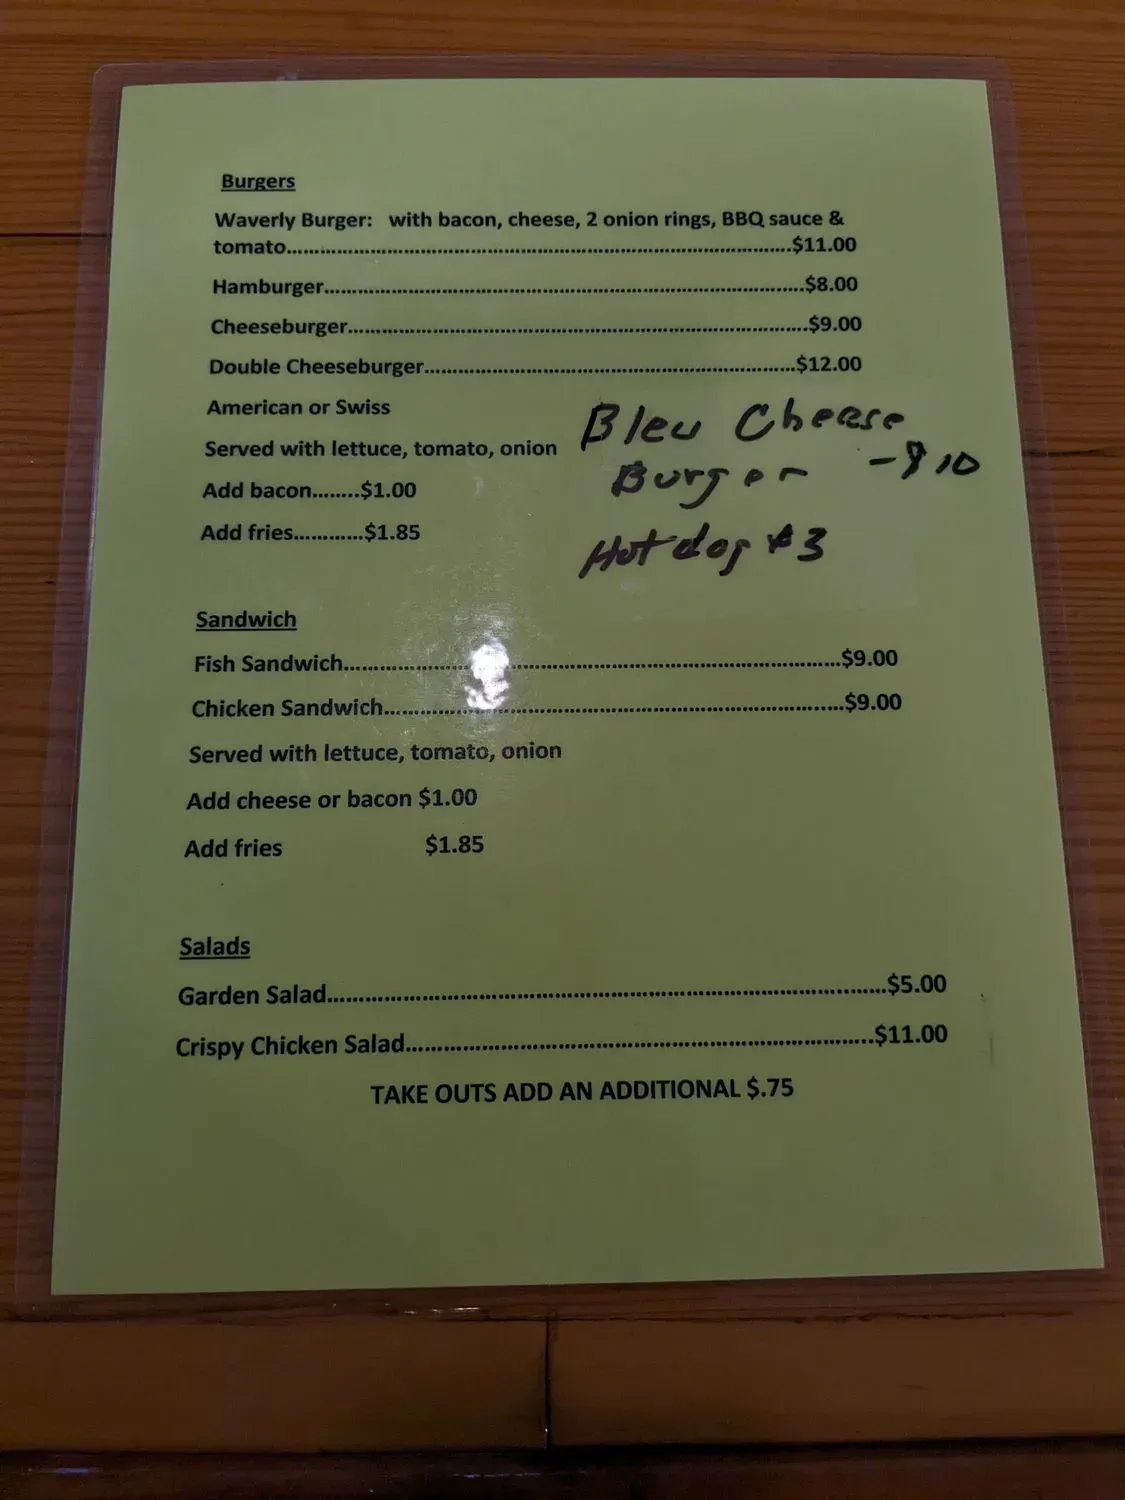 Burgers
Waverly Burger: with bacon, cheese, 2 onion rings, BBQ sauce &
tomato.....................................................................................$11.00
Hamburger.................................................................................$8.00
Cheeseburger.............................................................................$9.00
Double Cheeseburger..............................................................$12.00
American or Swiss
Served with lettuce, tomato, onion
Add bacon........$1.00
Add fries............$1.85
Bleu Cheese
Burger - $10
Hotdog $3
Sandwich
Fish Sandwich...................................................................................$9.00
Chicken Sandwich.............................................................................$9.00
Served with lettuce, tomato, onion
Add cheese or bacon $1.00
Add fries $1.85
Salads
Garden Salad.........................................................................................$5.00
Crispy Chicken Salad..........................................................................$11.00
TAKE OUTS ADD AN ADDITIONAL $.75